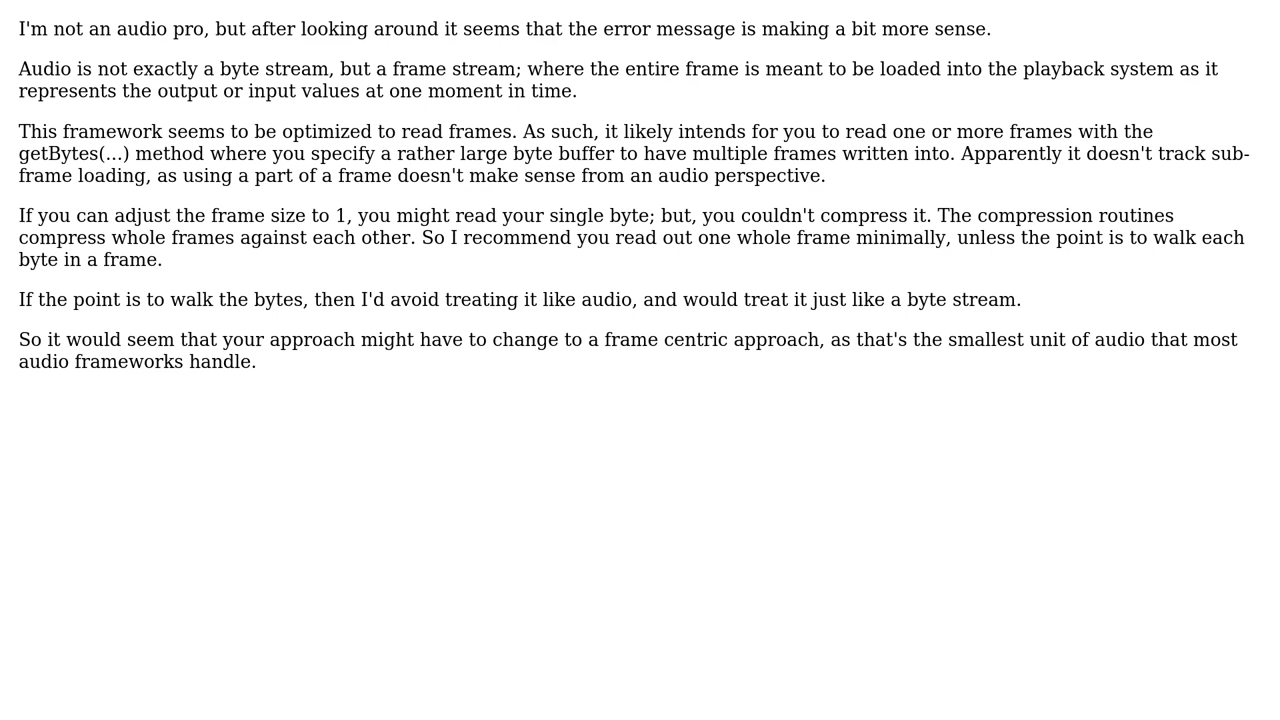 I'm not an audio pro, but after looking around it seems that the error message is making a bit more sense.
Audio is not exactly a byte stream, but a frame stream; where the entire frame is meant to be loaded into the playback system as it
represents the output or input values at one moment in time.
This framework seems to be optimized to read frames. As such, it likely intends for you to read one or more frames with the
getBytes(...) method where you specify a rather large byte buffer to have multiple frames written into. Apparently it doesn't track sub-
frame loading, as using a part of a frame doesn't make sense from an audio perspective.
If you can adjust the frame size to 1, you might read your single byte; but, you couldn't compress it. The compression routines
compress whole frames against each other. So I recommend you read out one whole frame minimally, unless the point is to walk each
byte in a frame.
If the point is to walk the bytes, then I'd avoid treating it like audio, and would treat it just like a byte stream.
So it would seem that your approach might have to change to a frame centric approach, as that's the smallest unit of audio that most
audio frameworks handle.